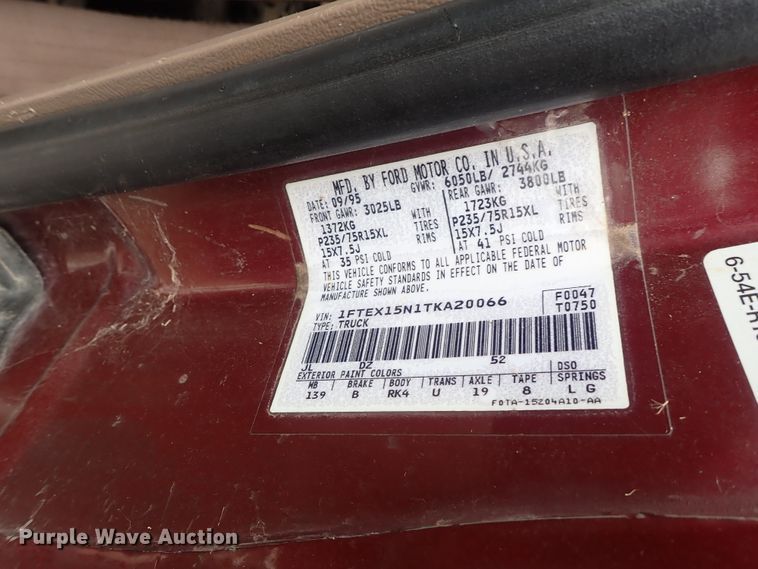 MFD. BY FORD MOTOR CO. IN U.S.A.
DATE: 09/95 GVWR: 6050LB/ 2744KG
FRONT GAWR: 3025LB REAR GAWR: 3800LB
1372KG WITH 1723KG WITH
P235/75R15XL TIRES P235/75R15XL TIRES
15X7.5J RIMS 15X7.5J RIMS
AT 35 PSI COLD AT 41 PSI COLD
THIS VEHICLE CONFORMS TO ALL APPLICABLE FEDERAL MOTOR
VEHICLE SAFETY STANDARDS IN EFFECT ON THE DATE OF
MANUFACTURE SHOWN ABOVE.
VIN: 1FTEX15N1TKA20066 F0047
TYPE: TRUCK T0750
JL DZ 52
EXTERIOR PAINT COLORS DSO
WB BRAKE BODY TRANS AXLE TAPE SPRINGS
139 B RK4 U 19 8 L G
F0TA-15204A10-AA
Purple Wave Auction